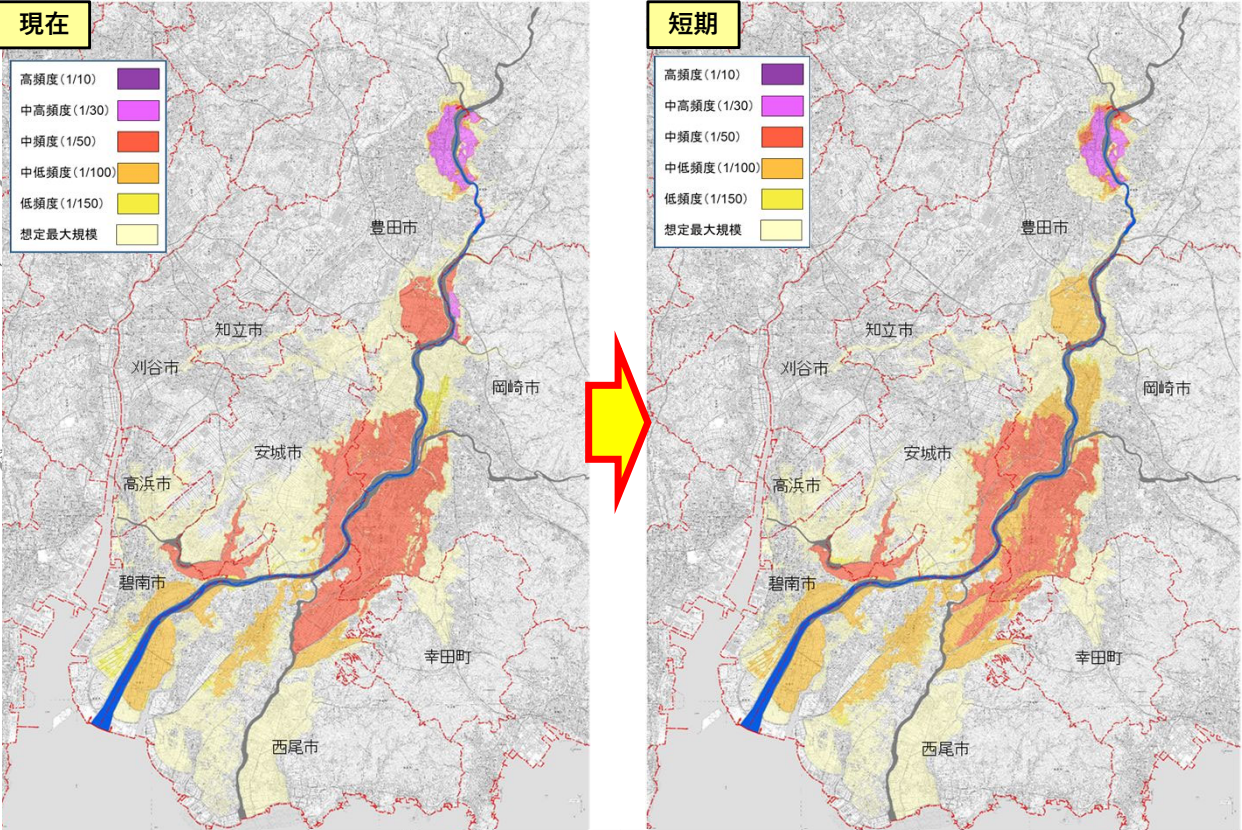 現在
高頻度(1/10)
中高頻度(1/30)
中頻度(1/50)
中低頻度(1/100)
低頻度(1/150)
想定最大規模
豊田市
知立市
刈谷市
岡崎市
安城市
高浜市
碧南市
幸田町
西尾市
短期
高頻度(1/10)
中高頻度(1/30)
中頻度(1/50)
中低頻度(1/100)
低頻度(1/150)
想定最大規模
豊田市
知立市
刈谷市
岡崎市
安城市
高浜市
碧南市
幸田町
西尾市